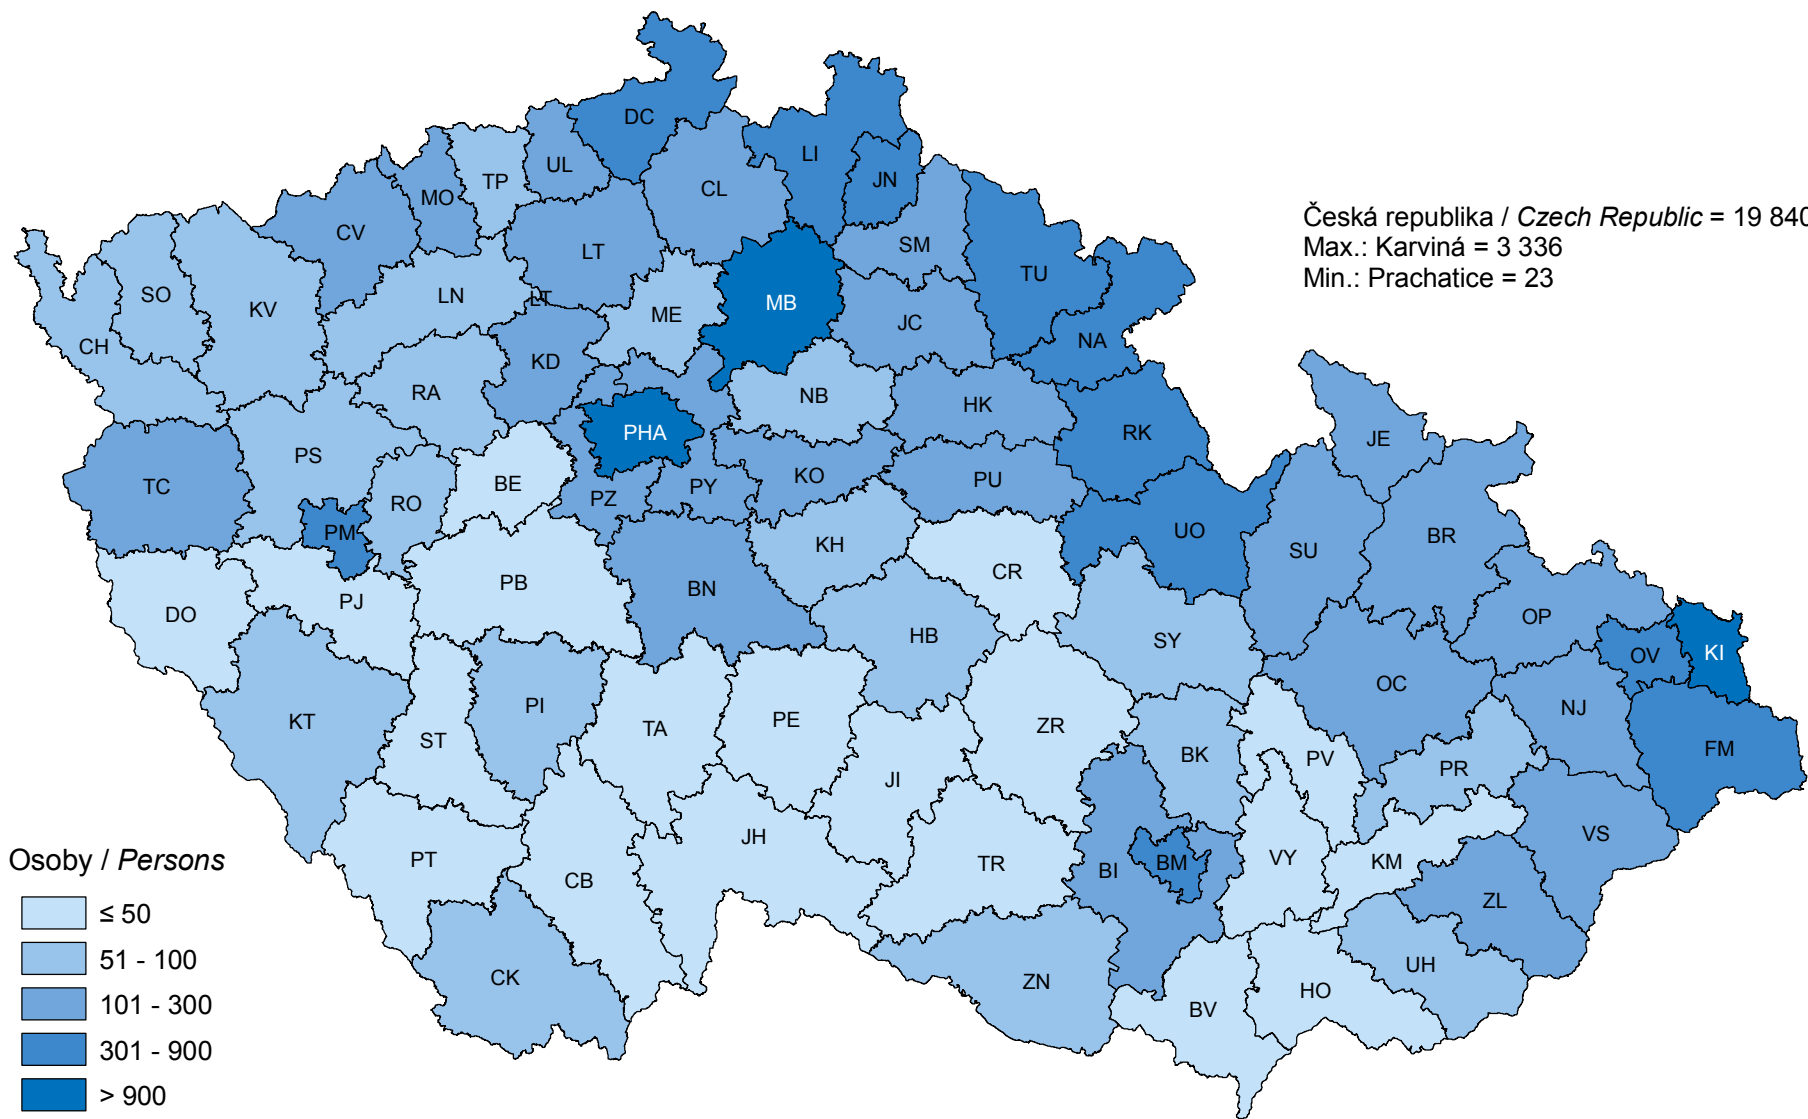 DC
LI
JN
UL
TP
MO
CL
CV
Česká republika / Czech Republic = 19 840
Max.: Karviná = 3 336
Min.: Prachatice = 23
LT
SM
TU
SO
KV
LN
LT
ME
MB
JC
CH
KD
NA
RA
NB
HK
PHA
RK
JE
PS
TC
RO
BE
PZ
PY
KO
PU
PM
UO
BR
SU
KH
CR
PB
BN
PJ
DO
HB
SY
OP
OV
KI
OC
KT
PI
ST
TA
PE
ZR
NJ
BK
PV
PR
FM
JI
JH
VS
Osoby / Persons
PT
CB
TR
BI
BM
VY
KM
ZL
≤ 50
51 - 100
CK
ZN
UH
HO
BV
101 - 300
301 - 900
> 900